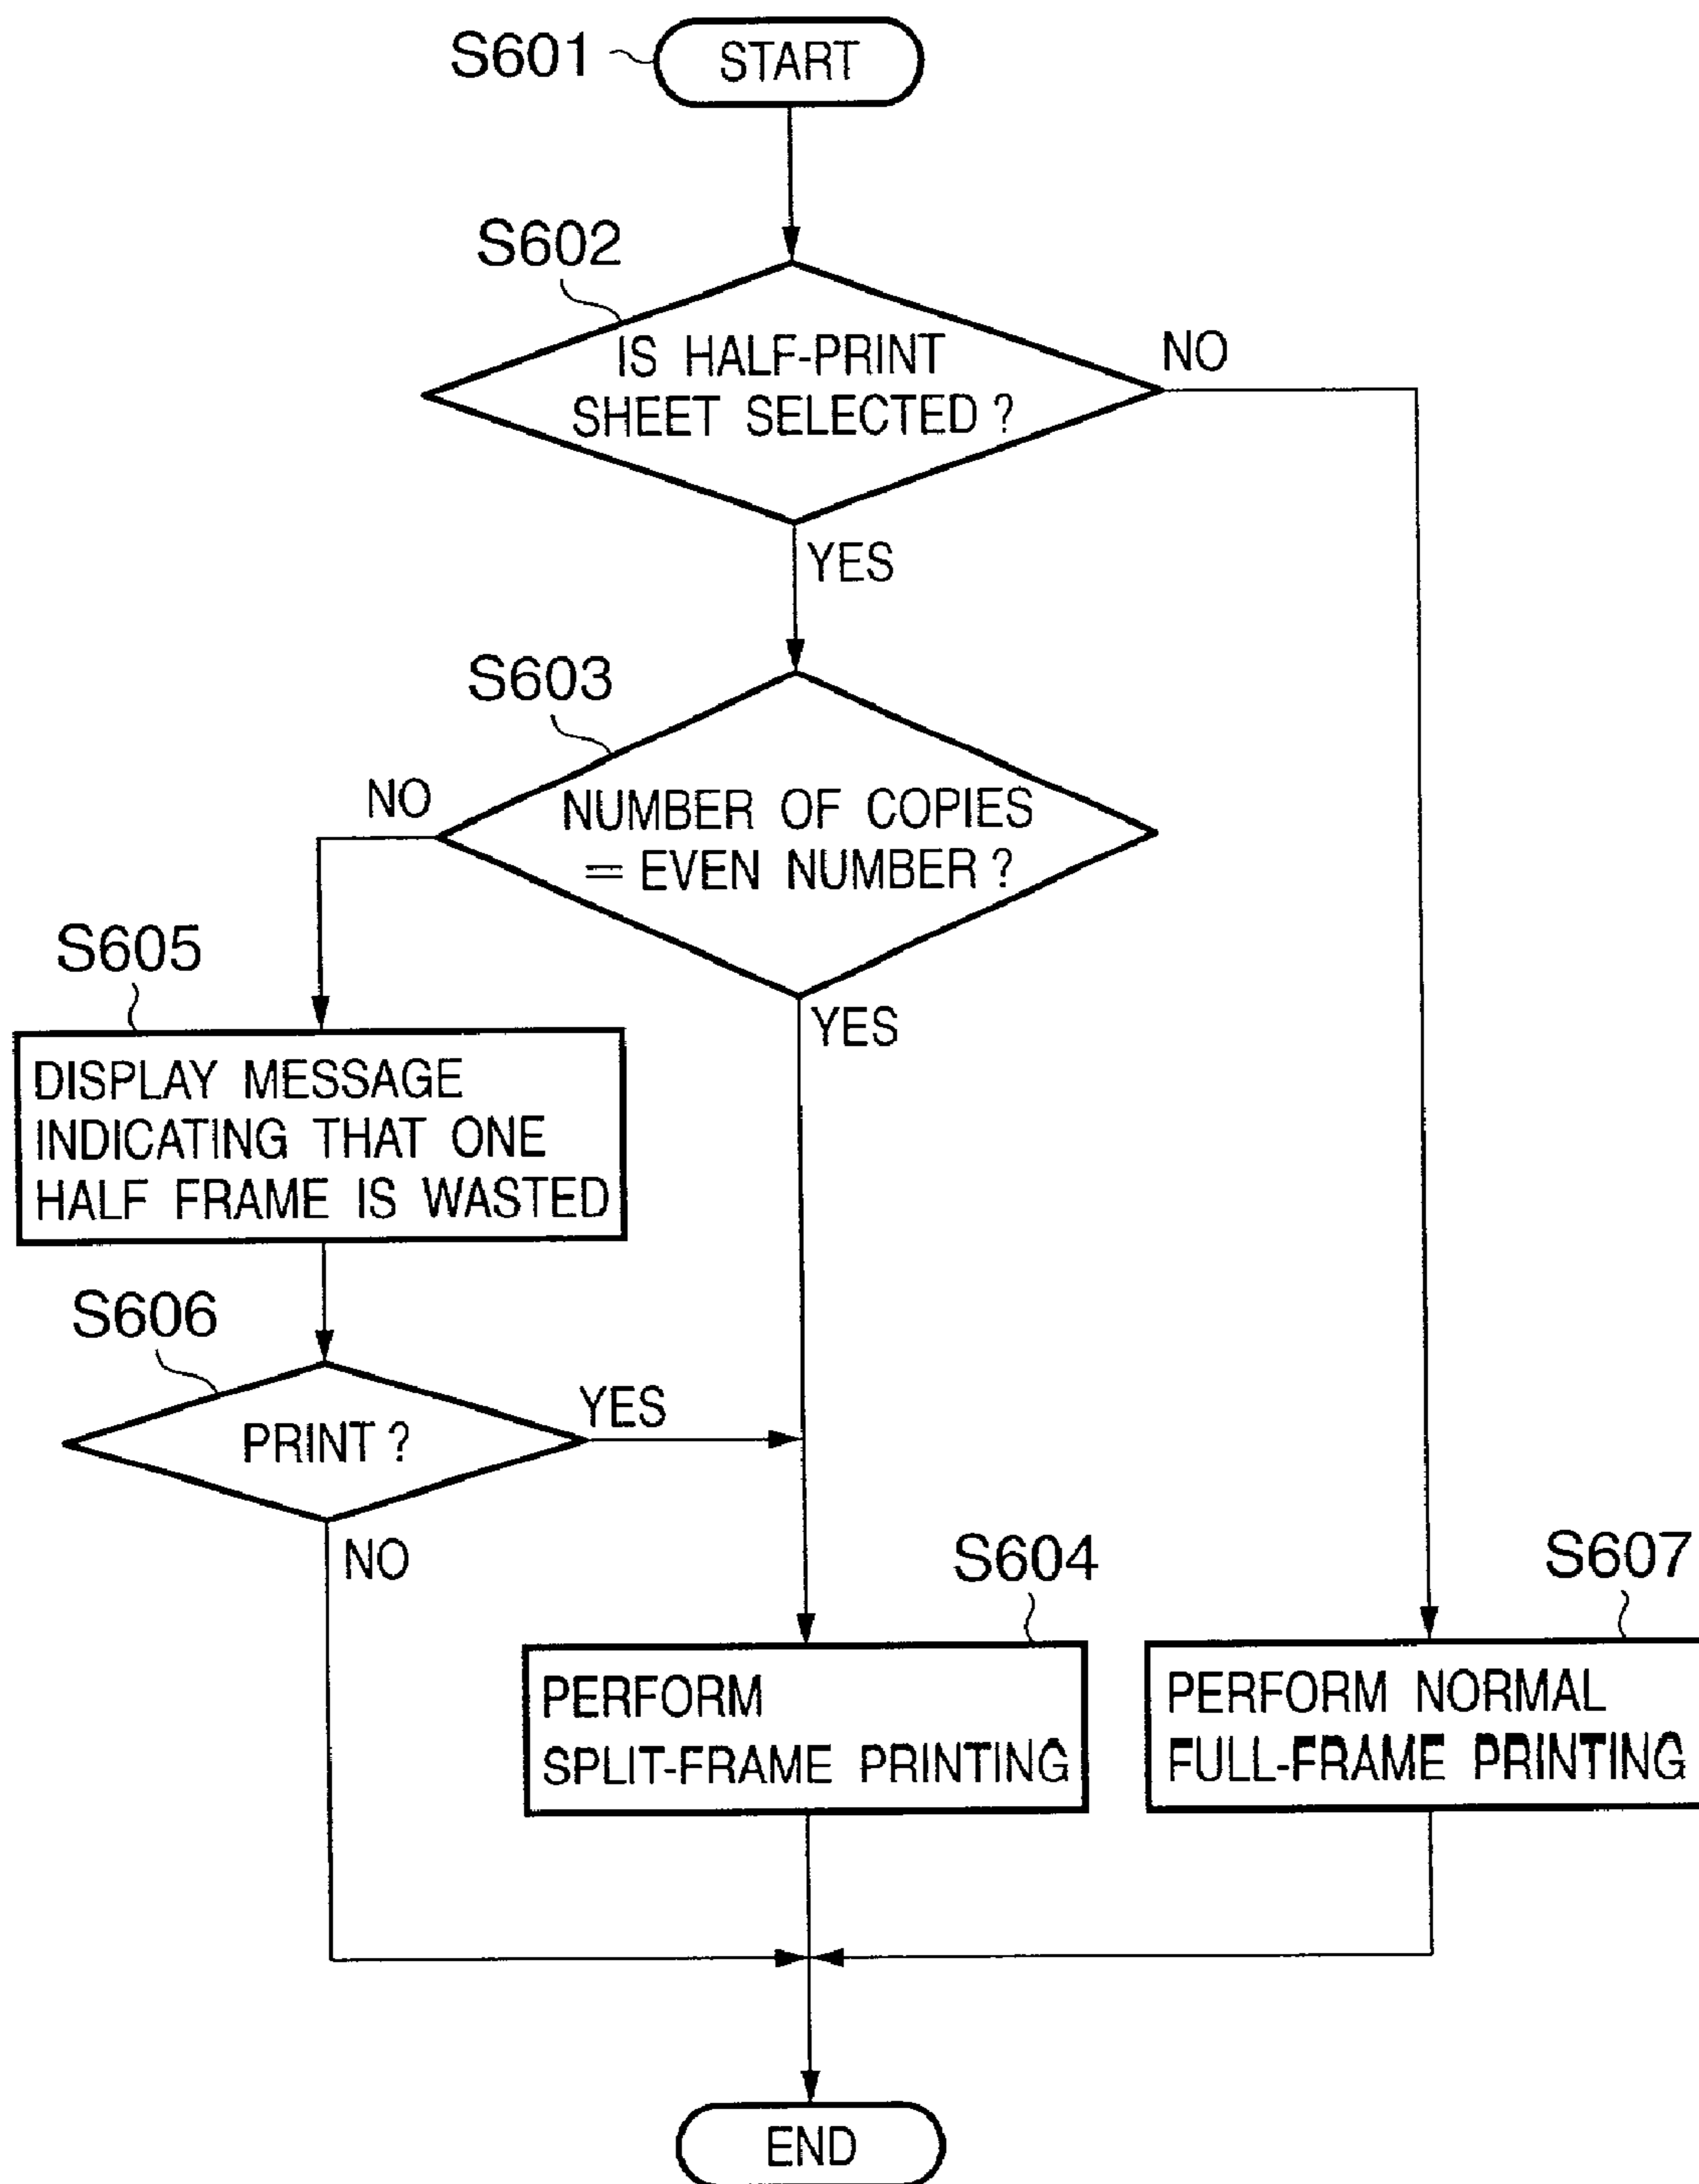 S601
START
S602
IS HALF-PRINT
SHEET SELECTED ?
NO
YES
S603
NUMBER OF COPIES
= EVEN NUMBER ?
NO
YES
S605
DISPLAY MESSAGE
INDICATING THAT ONE
HALF FRAME IS WASTED
S606
PRINT ?
YES
NO
S604
PERFORM
SPLIT-FRAME PRINTING
S607
PERFORM NORMAL
FULL-FRAME PRINTING
END